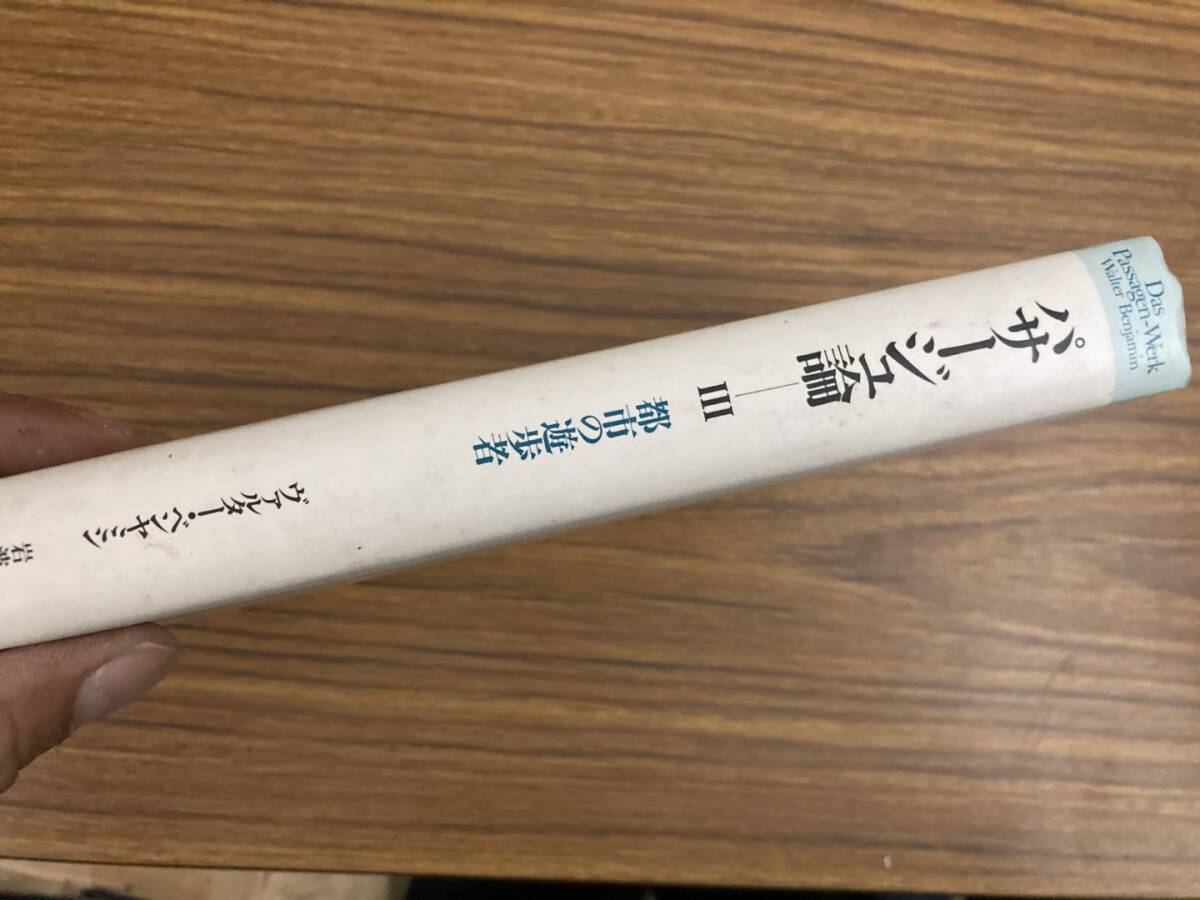 Das
Passagen-Werk
Walter Benjamin
パサージュ論
III
都市の遊歩者
ヴァルター・ベンヤミン
岩